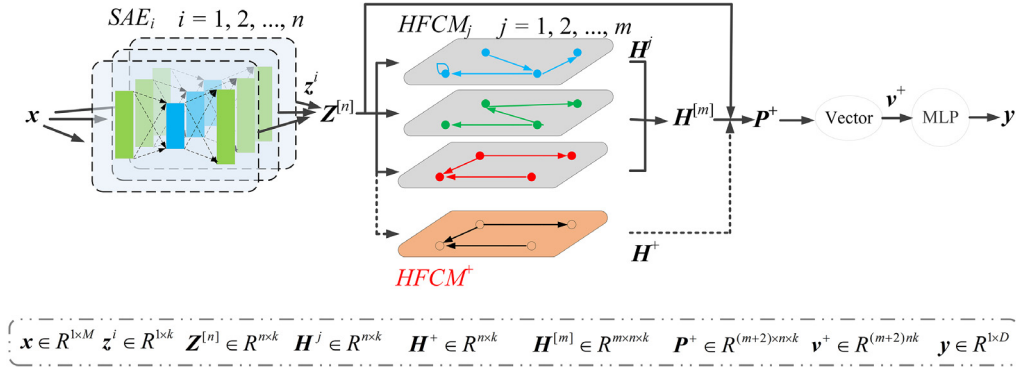 SAE_i i = 1, 2, ..., n
HFCM_j j = 1, 2, ..., m
x
z^i
Z^{[n]}
H^j
H^{[m]}
P^+
Vector
v^+
MLP
y
H^+
HFCM^+
x ∈ R^{1×M} z^i ∈ R^{1×k} Z^{[n]} ∈ R^{n×k} H^j ∈ R^{n×k} H^+ ∈ R^{n×k} H^{[m]} ∈ R^{m×n×k} P^+ ∈ R^{(m+2)×n×k} v^+ ∈ R^{(m+2)nk} y ∈ R^{1×D}